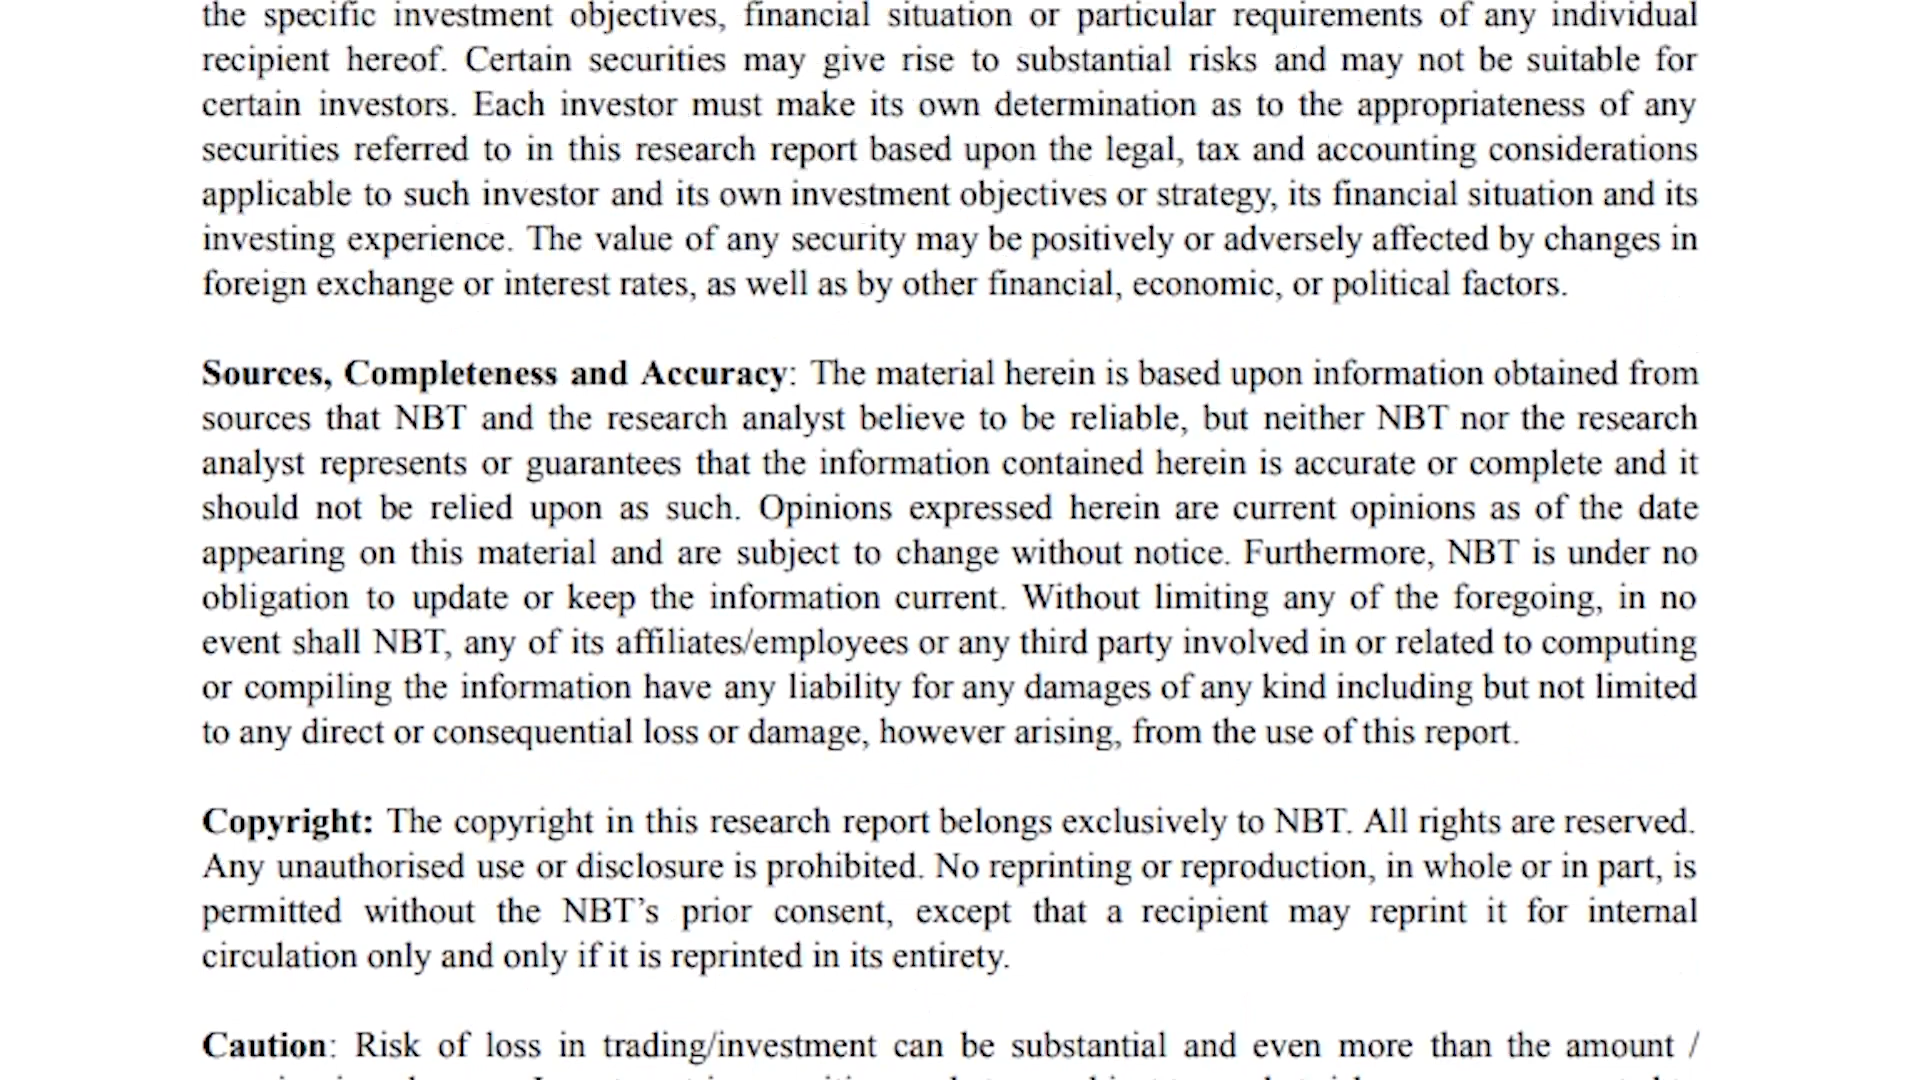 the specific investment objectives, financial situation or particular requirements of any individual
recipient hereof. Certain securities may give rise to substantial risks and may not be suitable for
certain investors. Each investor must make its own determination as to the appropriateness of any
securities referred to in this research report based upon the legal, tax and accounting considerations
applicable to such investor and its own investment objectives or strategy, its financial situation and its
investing experience. The value of any security may be positively or adversely affected by changes in
foreign exchange or interest rates, as well as by other financial, economic, or political factors.
Sources, Completeness and Accuracy: The material herein is based upon information obtained from
sources that NBT and the research analyst believe to be reliable, but neither NBT nor the research
analyst represents or guarantees that the information contained herein is accurate or complete and it
should not be relied upon as such. Opinions expressed herein are current opinions as of the date
appearing on this material and are subject to change without notice. Furthermore, NBT is under no
obligation to update or keep the information current. Without limiting any of the foregoing, in no
event shall NBT, any of its affiliates/employees or any third party involved in or related to computing
or compiling the information have any liability for any damages of any kind including but not limited
to any direct or consequential loss or damage, however arising, from the use of this report.
Copyright: The copyright in this research report belongs exclusively to NBT. All rights are reserved.
Any unauthorised use or disclosure is prohibited. No reprinting or reproduction, in whole or in part, is
permitted without the NBT’s prior consent, except that a recipient may reprint it for internal
circulation only and only if it is reprinted in its entirety.
Caution: Risk of loss in trading/investment can be substantial and even more than the amount /